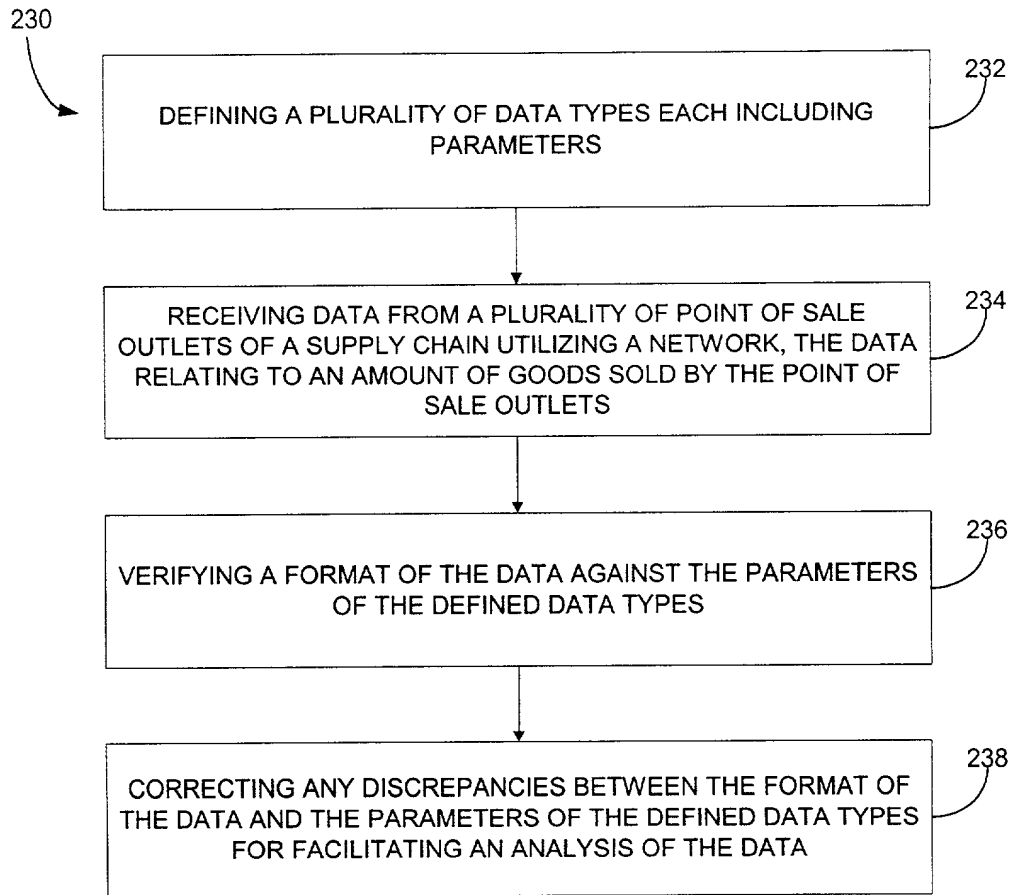 230
232
DEFINING A PLURALITY OF DATA TYPES EACH INCLUDING
PARAMETERS
234
RECEIVING DATA FROM A PLURALITY OF POINT OF SALE
OUTLETS OF A SUPPLY CHAIN UTILIZING A NETWORK, THE DATA
RELATING TO AN AMOUNT OF GOODS SOLD BY THE POINT OF
SALE OUTLETS
236
VERIFYING A FORMAT OF THE DATA AGAINST THE PARAMETERS
OF THE DEFINED DATA TYPES
238
CORRECTING ANY DISCREPANCIES BETWEEN THE FORMAT OF
THE DATA AND THE PARAMETERS OF THE DEFINED DATA TYPES
FOR FACILITATING AN ANALYSIS OF THE DATA